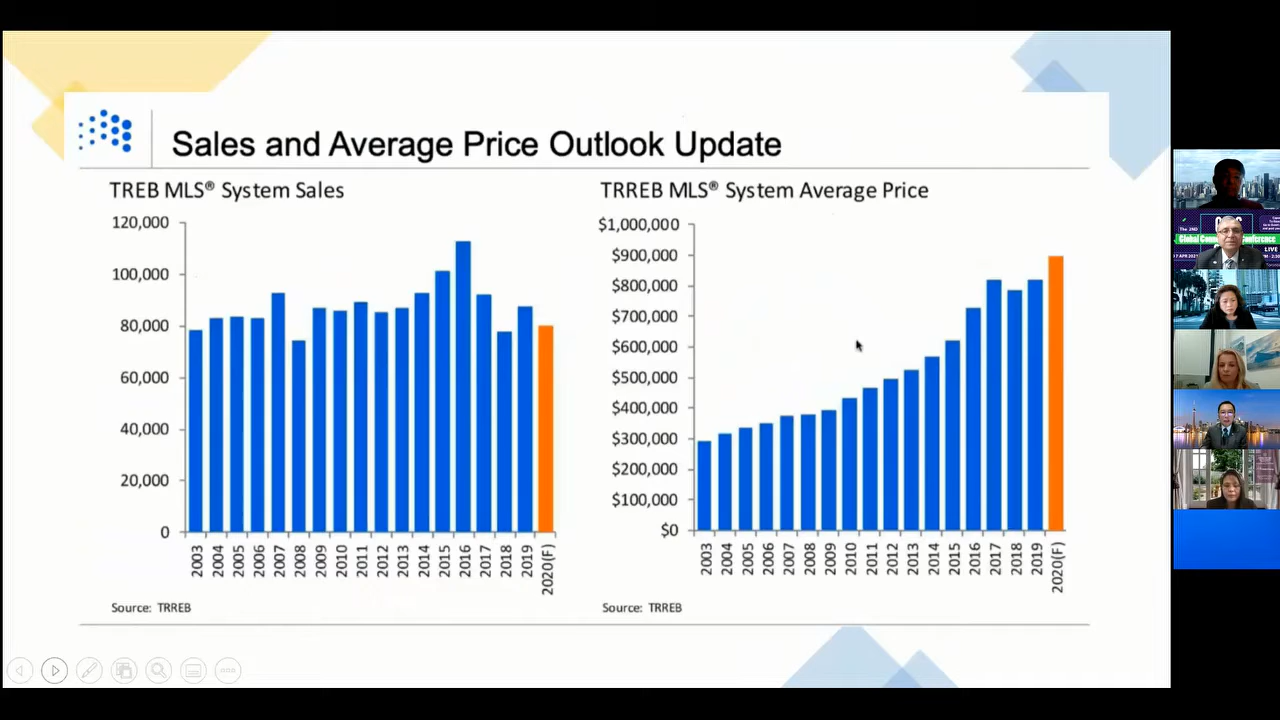 Sales and Average Price Outlook Update
TREB MLS® System Sales
120,000
100,000
80,000
60,000
40,000
20,000
0
2003 2004 2005 2006 2007 2008 2009 2010 2011 2012 2013 2014 2015 2016 2017 2018 2019 2020(F)
Source: TRREB
TRREB MLS® System Average Price
$1,000,000
$900,000
$800,000
$700,000
$600,000
$500,000
$400,000
$300,000
$200,000
$100,000
$0
2003 2004 2005 2006 2007 2008 2009 2010 2011 2012 2013 2014 2015 2016 2017 2018 2019 2020(F)
Source: TRREB
The 2ND
Global
LIVE